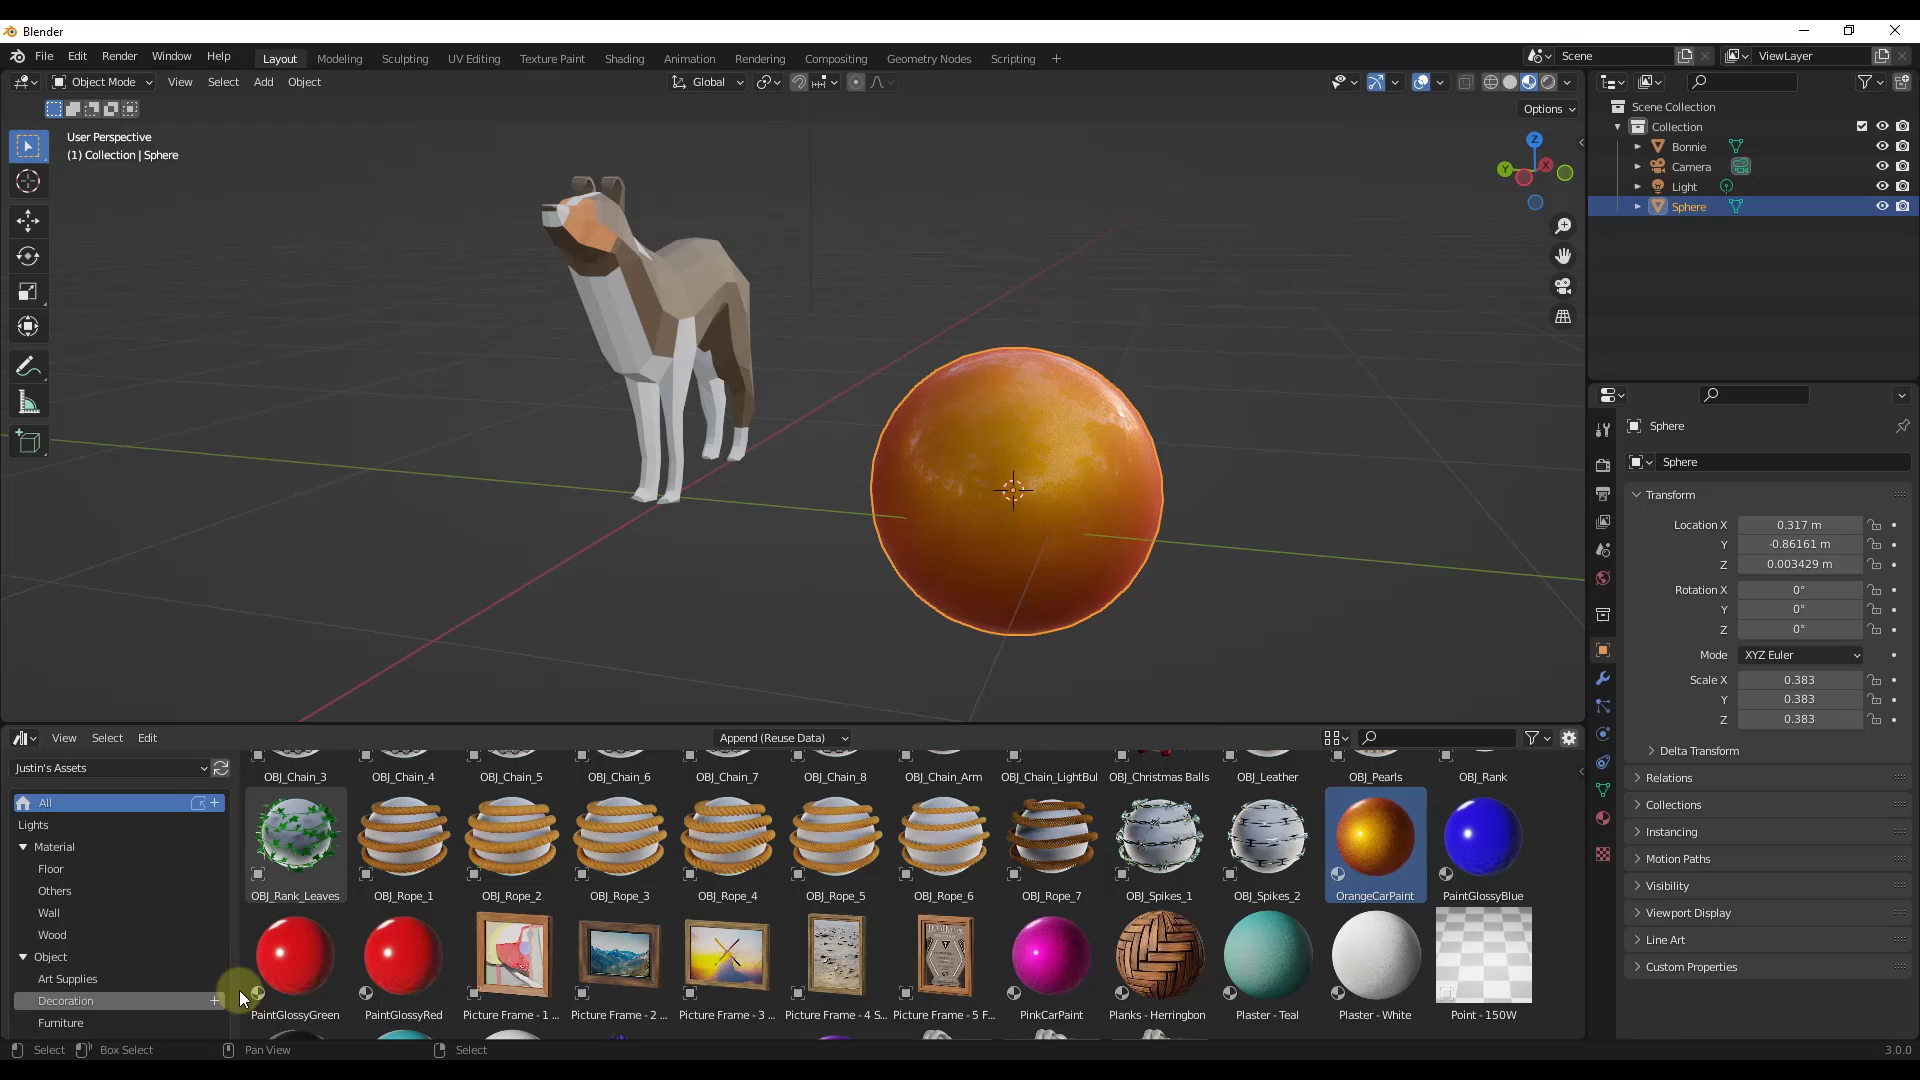 Blender
File Edit Render Window Help
Layout Modeling Sculpting UV Editing Texture Paint Shading Animation Rendering Compositing Geometry Nodes Scripting +
Scene
ViewLayer
Object Mode View Select Add Object
Global
Options
User Perspective
(1) Collection | Sphere
Z
Y
X
Scene Collection
Collection
Bonnie
Camera
Light
Sphere
Sphere
Sphere
Transform
Location X 0.317 m
Y -0.86161 m
Z 0.003429 m
Rotation X 0°
Y 0°
Z 0°
Mode XYZ Euler
Scale X 0.383
Y 0.383
Z 0.383
Delta Transform
Relations
Collections
Instancing
Motion Paths
Visibility
Viewport Display
Line Art
Custom Properties
View Select Edit
Append (Reuse Data)
Justin's Assets
All
Lights
Material
Floor
Others
Wall
Wood
Object
Art Supplies
Decoration
Furniture
OBJ_Chain_3 OBJ_Chain_4 OBJ_Chain_5 OBJ_Chain_6 OBJ_Chain_7 OBJ_Chain_8 OBJ_Chain_Arm OBJ_Chain_LightBul OBJ_Christmas Balls OBJ_Leather OBJ_Pearls OBJ_Rank
OBJ_Rank_Leaves OBJ_Rope_1 OBJ_Rope_2 OBJ_Rope_3 OBJ_Rope_4 OBJ_Rope_5 OBJ_Rope_6 OBJ_Rope_7 OBJ_Spikes_1 OBJ_Spikes_2 OrangeCarPaint PaintGlossyBlue
PaintGlossyGreen PaintGlossyRed Picture Frame - 1 ... Picture Frame - 2 ... Picture Frame - 3 ... Picture Frame - 4 S... Picture Frame - 5 F... PinkCarPaint Planks - Herringbon Plaster - Teal Plaster - White Point - 150W
Select Box Select Pan View Select
3.0.0